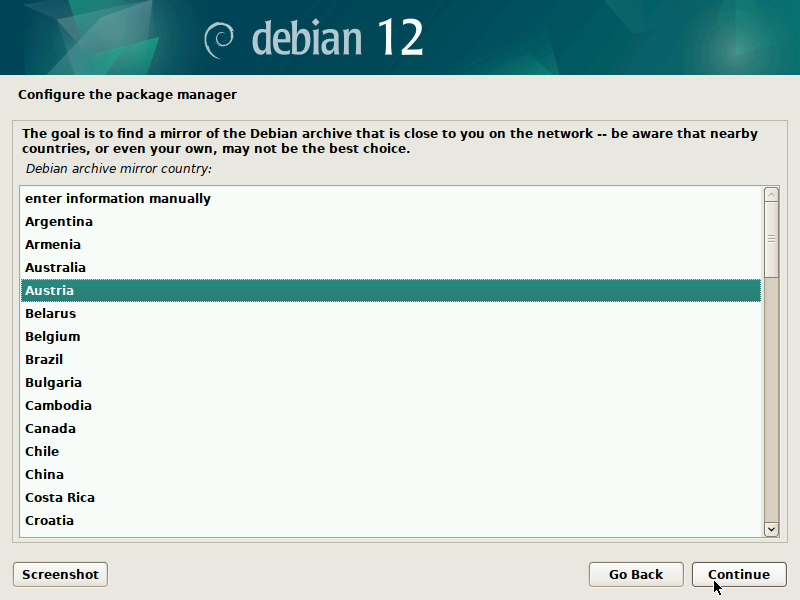 debian 12
Configure the package manager
The goal is to find a mirror of the Debian archive that is close to you on the network -- be aware that nearby
countries, or even your own, may not be the best choice.
Debian archive mirror country:
enter information manually
Argentina
Armenia
Australia
Austria
Belarus
Belgium
Brazil
Bulgaria
Cambodia
Canada
Chile
China
Costa Rica
Croatia
Screenshot
Go Back
Continue